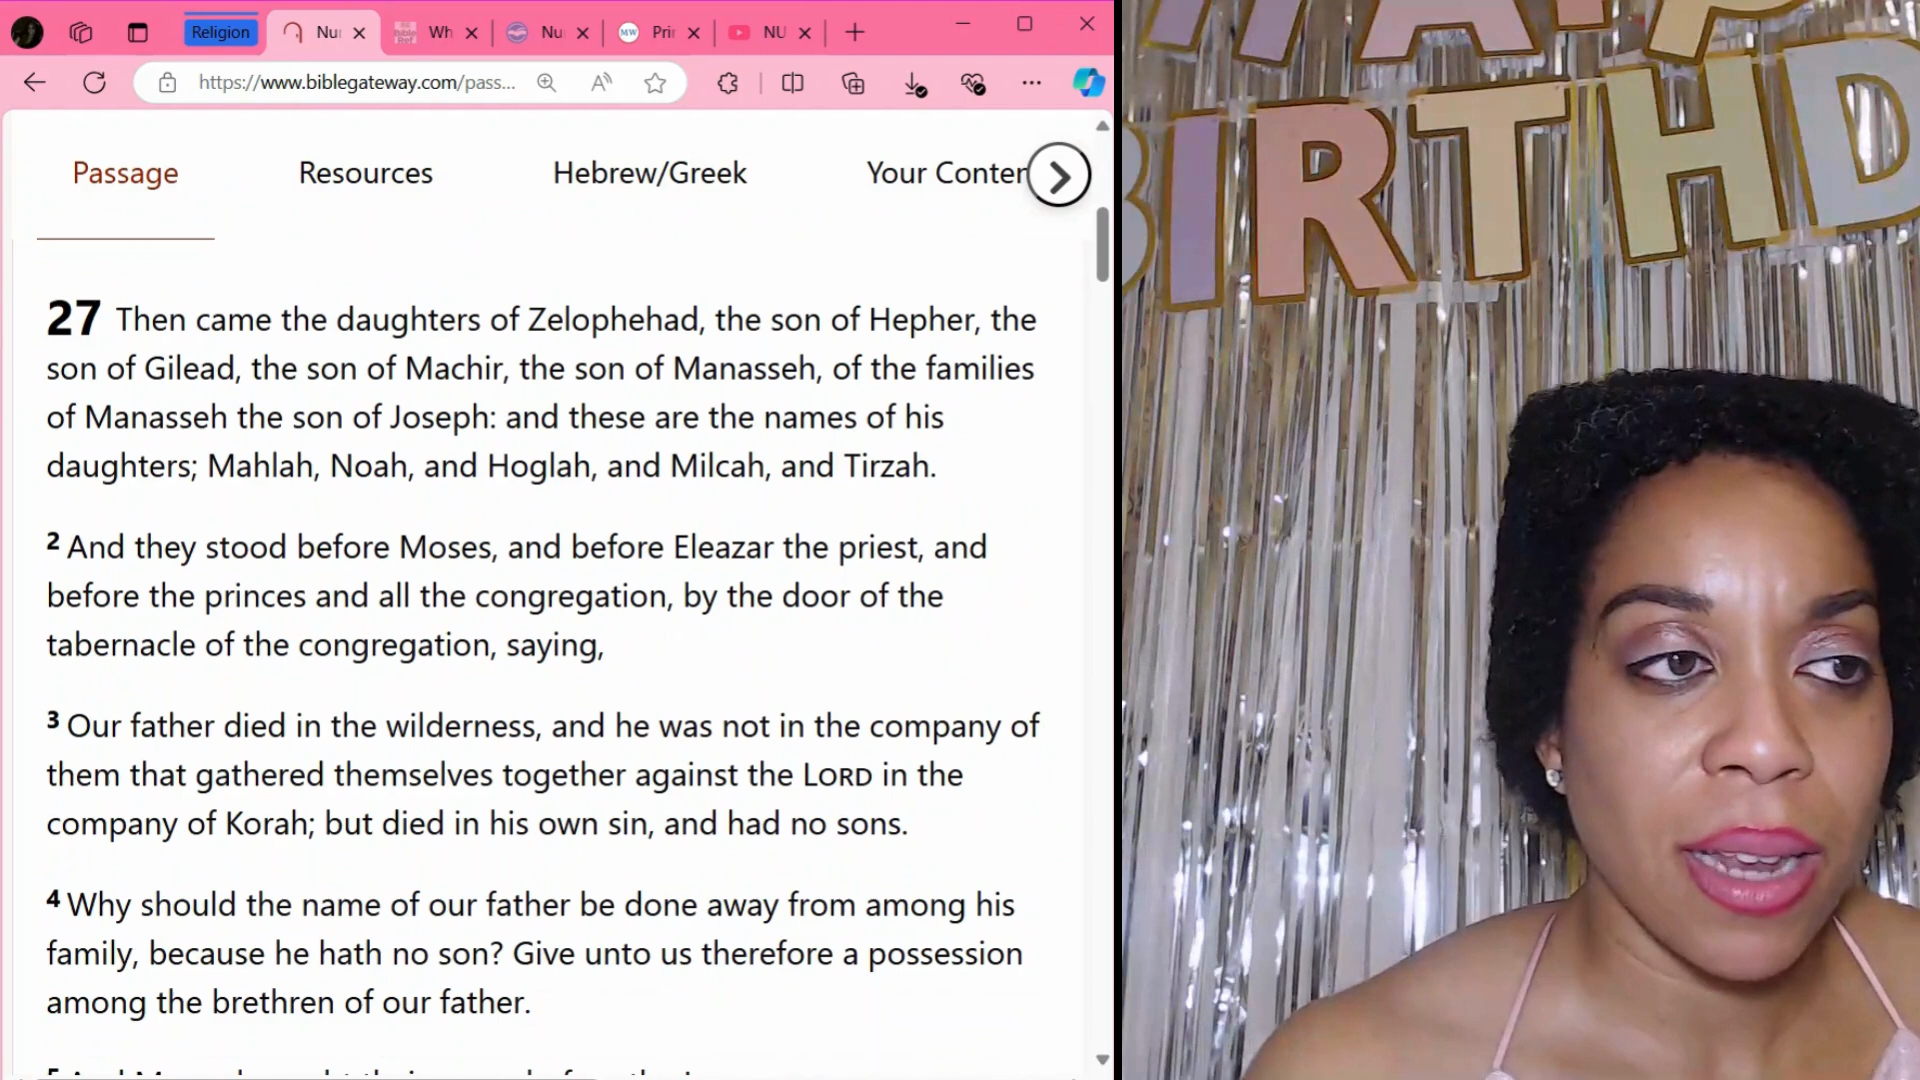 Religion
Nu
Wh
Nu
MW
Pri
NU
https://www.biblegateway.com/pass...
Passage
Resources
Hebrew/Greek
Your Conten
27 Then came the daughters of Zelophehad, the son of Hepher, the
son of Gilead, the son of Machir, the son of Manasseh, of the families
of Manasseh the son of Joseph: and these are the names of his
daughters; Mahlah, Noah, and Hoglah, and Milcah, and Tirzah.
2 And they stood before Moses, and before Eleazar the priest, and
before the princes and all the congregation, by the door of the
tabernacle of the congregation, saying,
3 Our father died in the wilderness, and he was not in the company of
them that gathered themselves together against the LORD in the
company of Korah; but died in his own sin, and had no sons.
4 Why should the name of our father be done away from among his
family, because he hath no son? Give unto us therefore a possession
among the brethren of our father.
BIRTHD